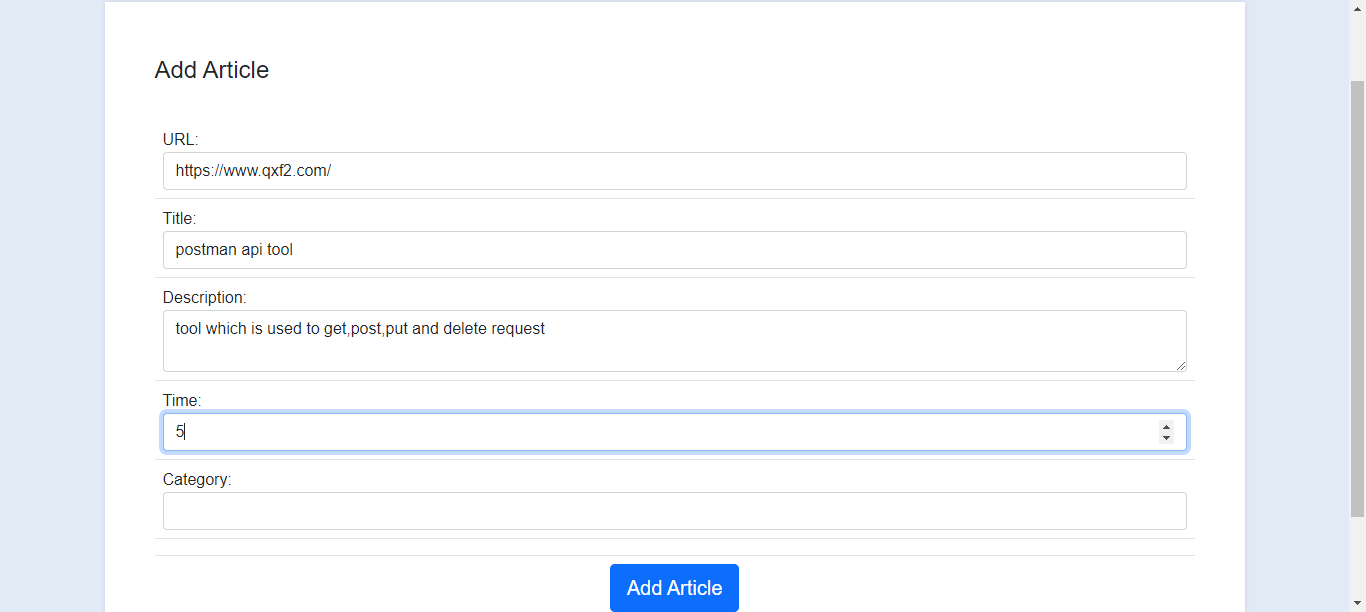 Add Article
URL:
https://www.qxf2.com/
Title:
postman api tool
Description:
tool which is used to get,post,put and delete request
Time:
5
Category:
Add Article